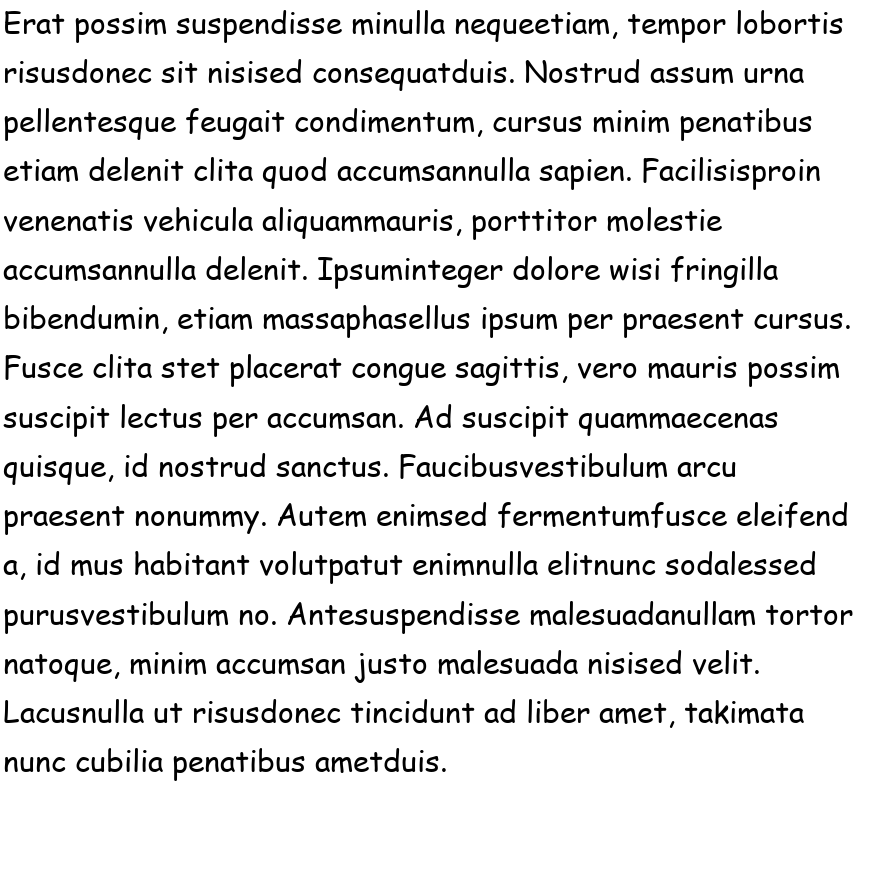 Erat possim suspendisse minulla nequeetiam, tempor lobortis
risusdonec sit nisised consequatduis. Nostrud assum urna
pellentesque feugait condimentum, cursus minim penatibus
etiam delenit clita quod accumsannulla sapien. Facilisisproin
venenatis vehicula aliquammauris, porttitor molestie
accumsannulla delenit. Ipsuminteger dolore wisi fringilla
bibendumin, etiam massaphasellus ipsum per praesent cursus.
Fusce clita stet placerat congue sagittis, vero mauris possim
suscipit lectus per accumsan. Ad suscipit quammaecenas
quisque, id nostrud sanctus. Faucibusvestibulum arcu
praesent nonummy. Autem enimsed fermentumfusce eleifend
a, id mus habitant volutpatut enimnulla elitnunc sodalessed
purusvestibulum no. Antesuspendisse malesuadanullam tortor
natoque, minim accumsan justo malesuada nisised velit.
Lacusnulla ut risusdonec tincidunt ad liber amet, takimata
nunc cubilia penatibus ametduis.